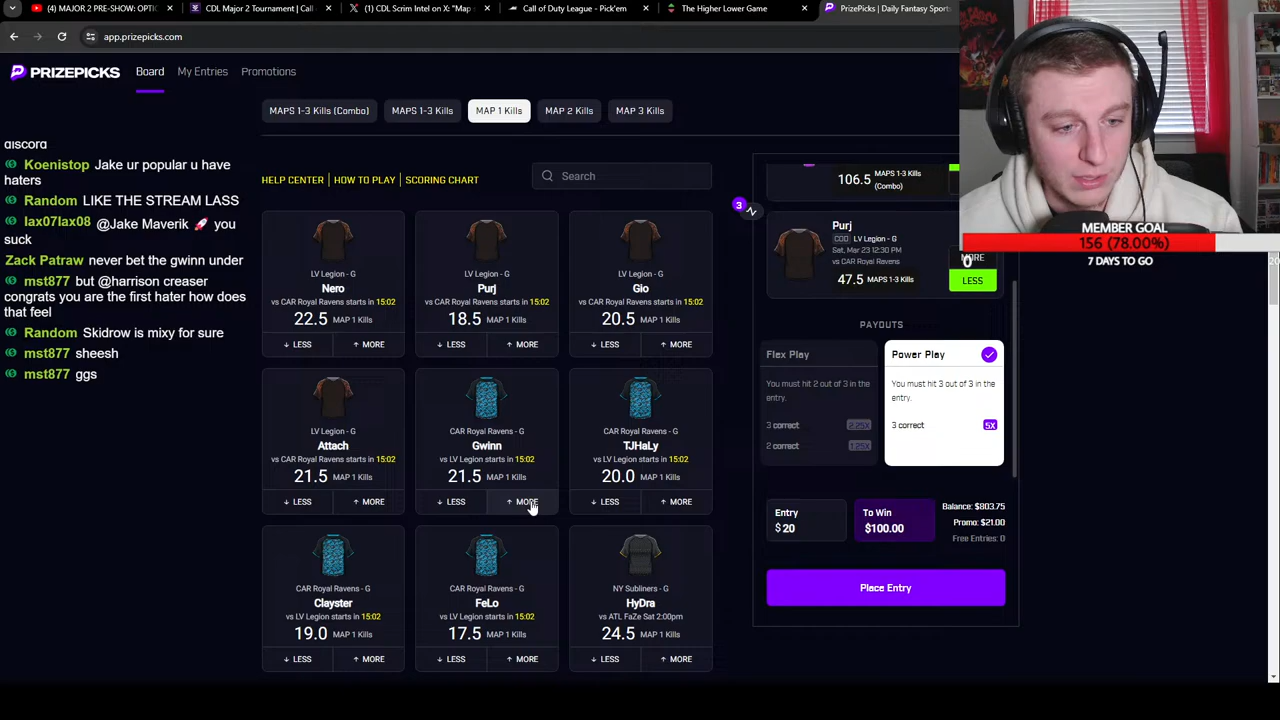 (4) MAJOR 2 PRE-SHOW: OPTIC
CDL Major 2 Tournament | Call
(1) CDL Scrim Intel on X: "Map
Call of Duty League - Pick'em
The Higher Lower Game
PrizePicks | Daily Fantasy Sports
app.prizepicks.com
PRIZEPICKS
Board
My Entries
Promotions
MAPS 1-3 Kills (Combo)
MAPS 1-3 Kills
MAP 1 Kills
MAP 2 Kills
MAP 3 Kills
discord
Koenistop Jake ur popular u have
haters
Random LIKE THE STREAM LASS
lax07lax08 @Jake Maverik 🚀 you
suck
Zack Patraw never bet the gwinn under
mst877 but @harrison creaser
congrats you are the first hater how does
that feel
Random Skidrow is mixy for sure
mst877 sheesh
mst877 ggs
HELP CENTER | HOW TO PLAY | SCORING CHART
Search
LV Legion - G
Nero
vs CAR Royal Ravens starts in 15:02
22.5 MAP 1 Kills
↓ LESS ↑ MORE
LV Legion - G
Purj
vs CAR Royal Ravens starts in 15:02
18.5 MAP 1 Kills
↓ LESS ↑ MORE
LV Legion - G
Gio
vs CAR Royal Ravens starts in 15:02
20.5 MAP 1 Kills
↓ LESS ↑ MORE
LV Legion - G
Attach
vs CAR Royal Ravens starts in 15:02
21.5 MAP 1 Kills
↓ LESS ↑ MORE
CAR Royal Ravens - G
Gwinn
vs LV Legion starts in 15:02
21.5 MAP 1 Kills
↓ LESS ↑ MORE
CAR Royal Ravens - G
TJHaLy
vs LV Legion starts in 15:02
20.0 MAP 1 Kills
↓ LESS ↑ MORE
CAR Royal Ravens - G
Clayster
vs LV Legion starts in 15:02
19.0 MAP 1 Kills
↓ LESS ↑ MORE
CAR Royal Ravens - G
FeLo
vs LV Legion starts in 15:02
17.5 MAP 1 Kills
↓ LESS ↑ MORE
NY Subliners - G
HyDra
vs ATL FaZe Sat 2:00pm
24.5 MAP 1 Kills
↓ LESS ↑ MORE
3
106.5 MAPS 1-3 Kills
(Combo)
Purj
COD LV Legion - G
Sat, Mar 23 12:30 PM
vs CAR Royal Ravens
47.5 MAPS 1-3 Kills
MORE
LESS
PAYOUTS
Flex Play
You must hit 2 out of 3 in the
entry.
3 correct 2.25X
2 correct 1.25X
Power Play
You must hit 3 out of 3 in the
entry.
3 correct 5X
Entry
$ 20
To Win
$100.00
Balance: $803.75
Promo: $21.00
Free Entries: 0
Place Entry
MEMBER GOAL
156 (78.00%)
0
7 DAYS TO GO